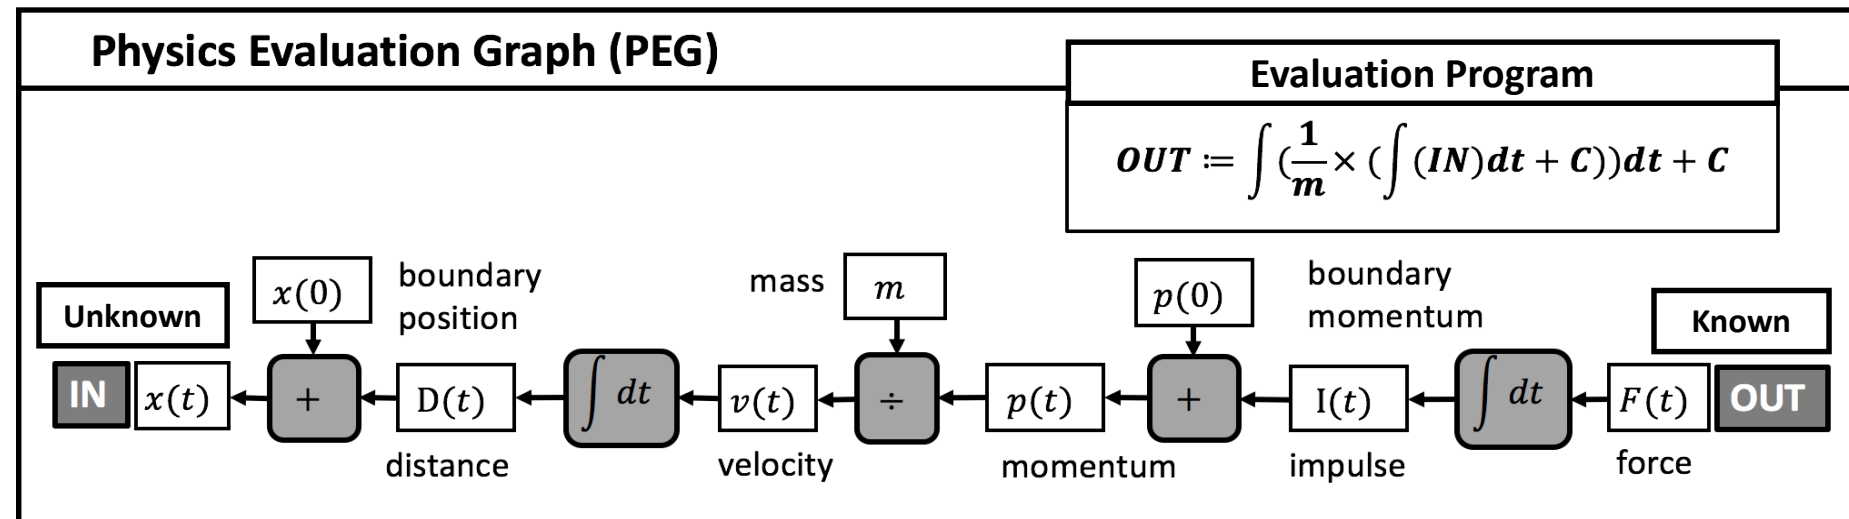 Physics Evaluation Graph (PEG)
Evaluation Program
OUT ≔ ∫(1/m × (∫(IN)dt + C))dt + C
Unknown
x(0)
boundary
position
mass
m
p(0)
boundary
momentum
Known
IN
x(t)
+
D(t)
∫ dt
v(t)
÷
p(t)
+
I(t)
∫ dt
F(t)
OUT
distance
velocity
momentum
impulse
force